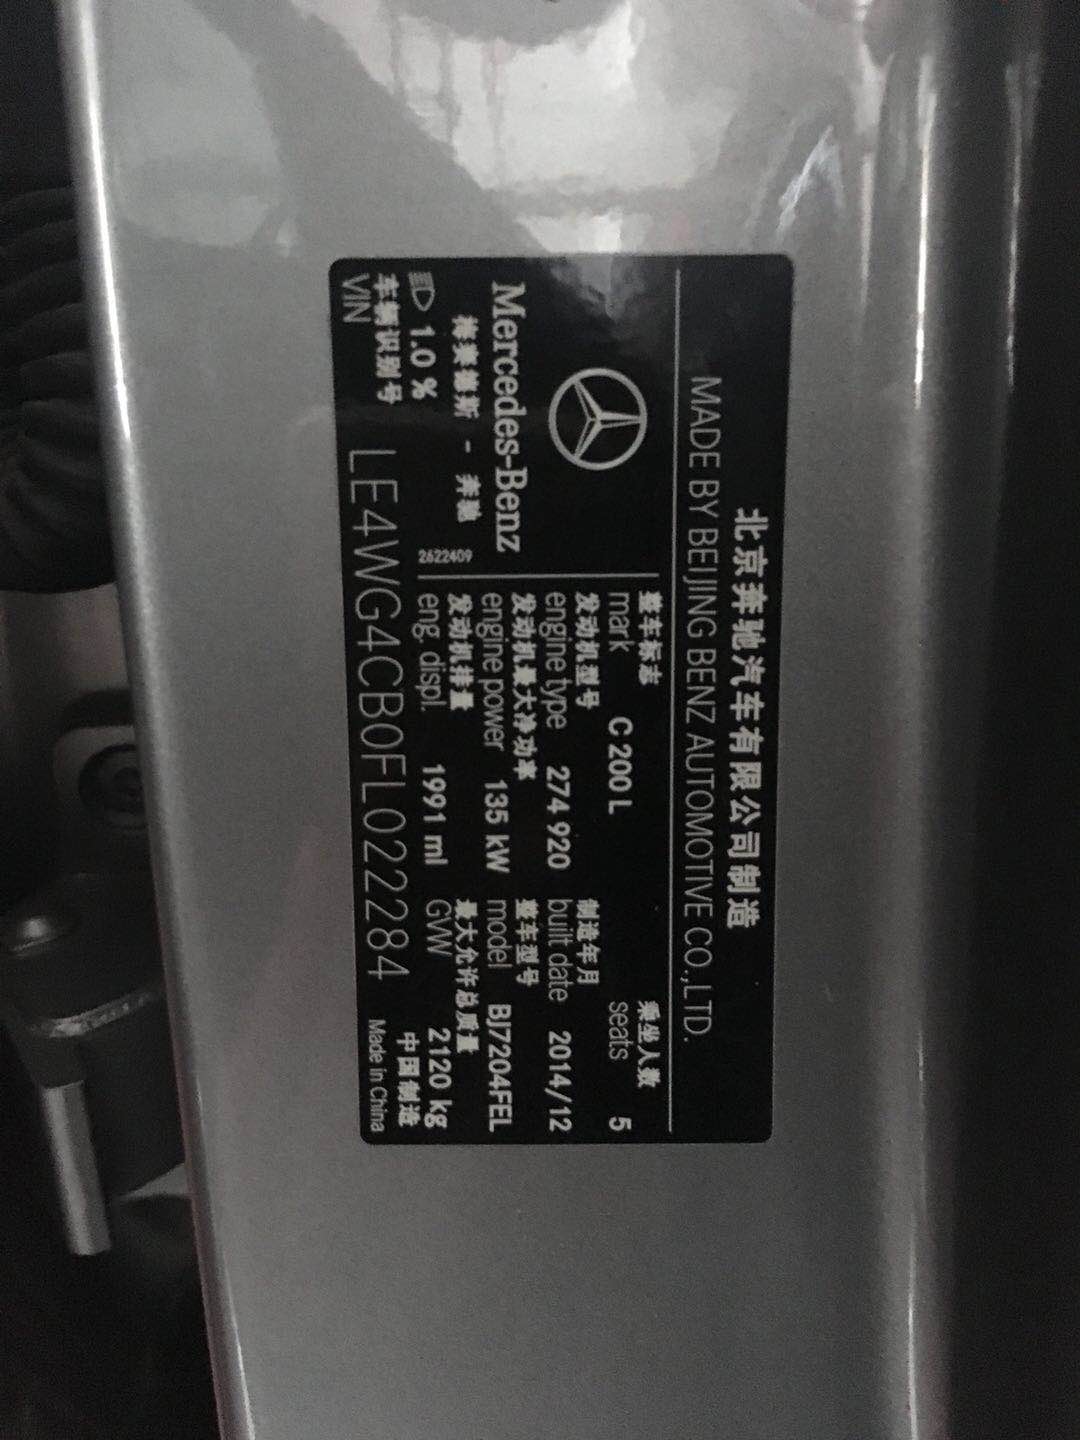 北京奔驰汽车有限公司制造
MADE BY BEIJING BENZ AUTOMOTIVE CO.,LTD.
Mercedes-Benz
梅赛德斯 - 奔驰
1.0 %
2622409
整车标志
mark C 200 L
乘坐人数
seats 5
发动机型号
engine type 274 920
制造年月
built date 2014/12
发动机最大净功率
engine power 135 kW
整车型号
model BJ7204FEL
发动机排量
eng. displ. 1991 ml
最大允许总质量
GVW 2120 kg
车辆识别号
VIN LE4WG4CB0FL022284
中国制造
Made in China